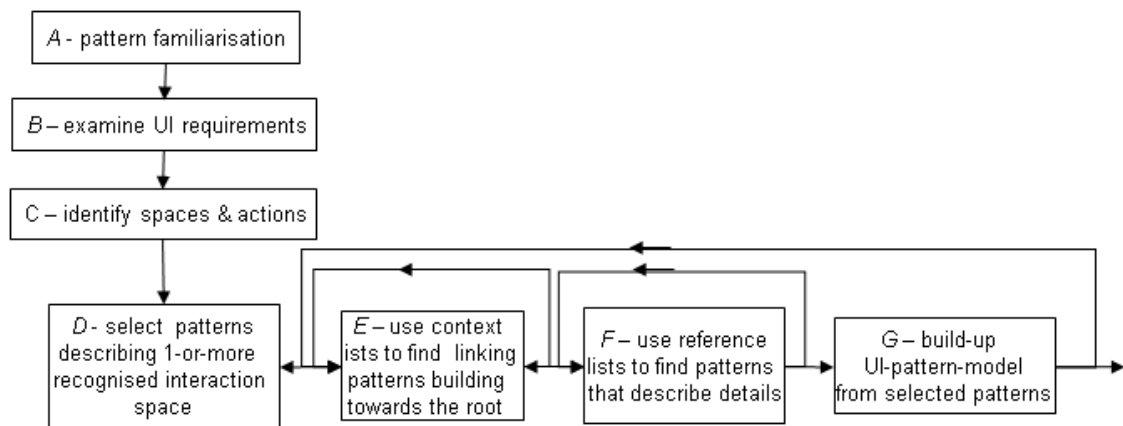 A - pattern familiarisation
B – examine UI requirements
C – identify spaces & actions
D - select patterns
describing 1-or-more
recognised interaction
space
E – use context
ists to find linking
patterns building
towards the root
F – use reference
lists to find patterns
that describe details
G – build-up
UI-pattern-model
from selected patterns